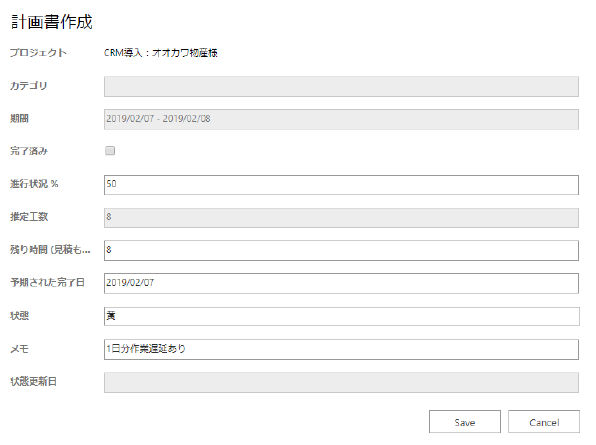 計画書作成
プロジェクト CRM導入：オオカワ物産様
カテゴリ
期間 2019/02/07 - 2019/02/08
完了済み
進行状況 % 50
推定工数 8
残り時間 (見積も... 8
予期された完了日 2019/02/07
状態 黄
メモ 1日分作業遅延あり
状態更新日
Save Cancel